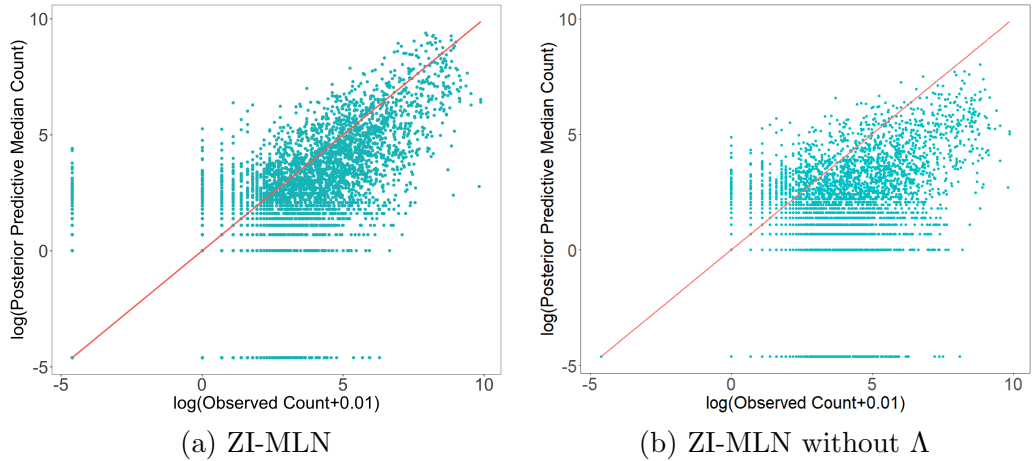 10
5
0
-5
log(Posterior Predictive Median Count)
-5 0 5 10
log(Observed Count+0.01)
(a) ZI-MLN
10
5
0
-5
log(Posterior Predictive Median Count)
-5 0 5 10
log(Observed Count+0.01)
(b) ZI-MLN without Λ